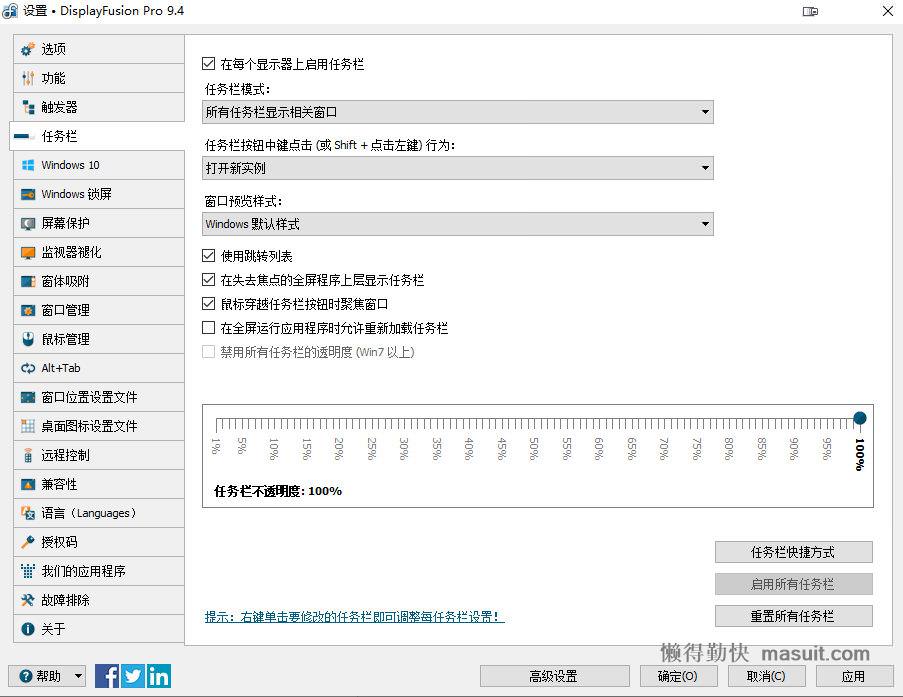 设置 • DisplayFusion Pro 9.4
选项
功能
触发器
任务栏
Windows 10
Windows 锁屏
屏幕保护
监视器褪化
窗体吸附
窗口管理
鼠标管理
Alt+Tab
窗口位置设置文件
桌面图标设置文件
远程控制
兼容性
语言（Languages）
授权码
我们的应用程序
故障排除
关于
在每个显示器上启用任务栏
任务栏模式:
所有任务栏显示相关窗口
任务栏按钮中键点击 (或 Shift + 点击左键) 行为:
打开新实例
窗口预览样式:
Windows 默认样式
使用跳转列表
在失去焦点的全屏程序上层显示任务栏
鼠标穿越任务栏按钮时聚焦窗口
在全屏运行应用程序时允许重新加载任务栏
禁用所有任务栏的透明度 (Win7 以上)
1% 5% 10% 15% 20% 25% 30% 35% 40% 45% 50% 55% 60% 65% 70% 75% 80% 85% 90% 95% 100%
任务栏不透明度: 100%
任务栏快捷方式
启用所有任务栏
重置所有任务栏
提示: 右键单击要修改的任务栏即可调整每任务栏设置!
懒得勤快 masuit.com
帮助
高级设置
确定(O)
取消(C)
应用